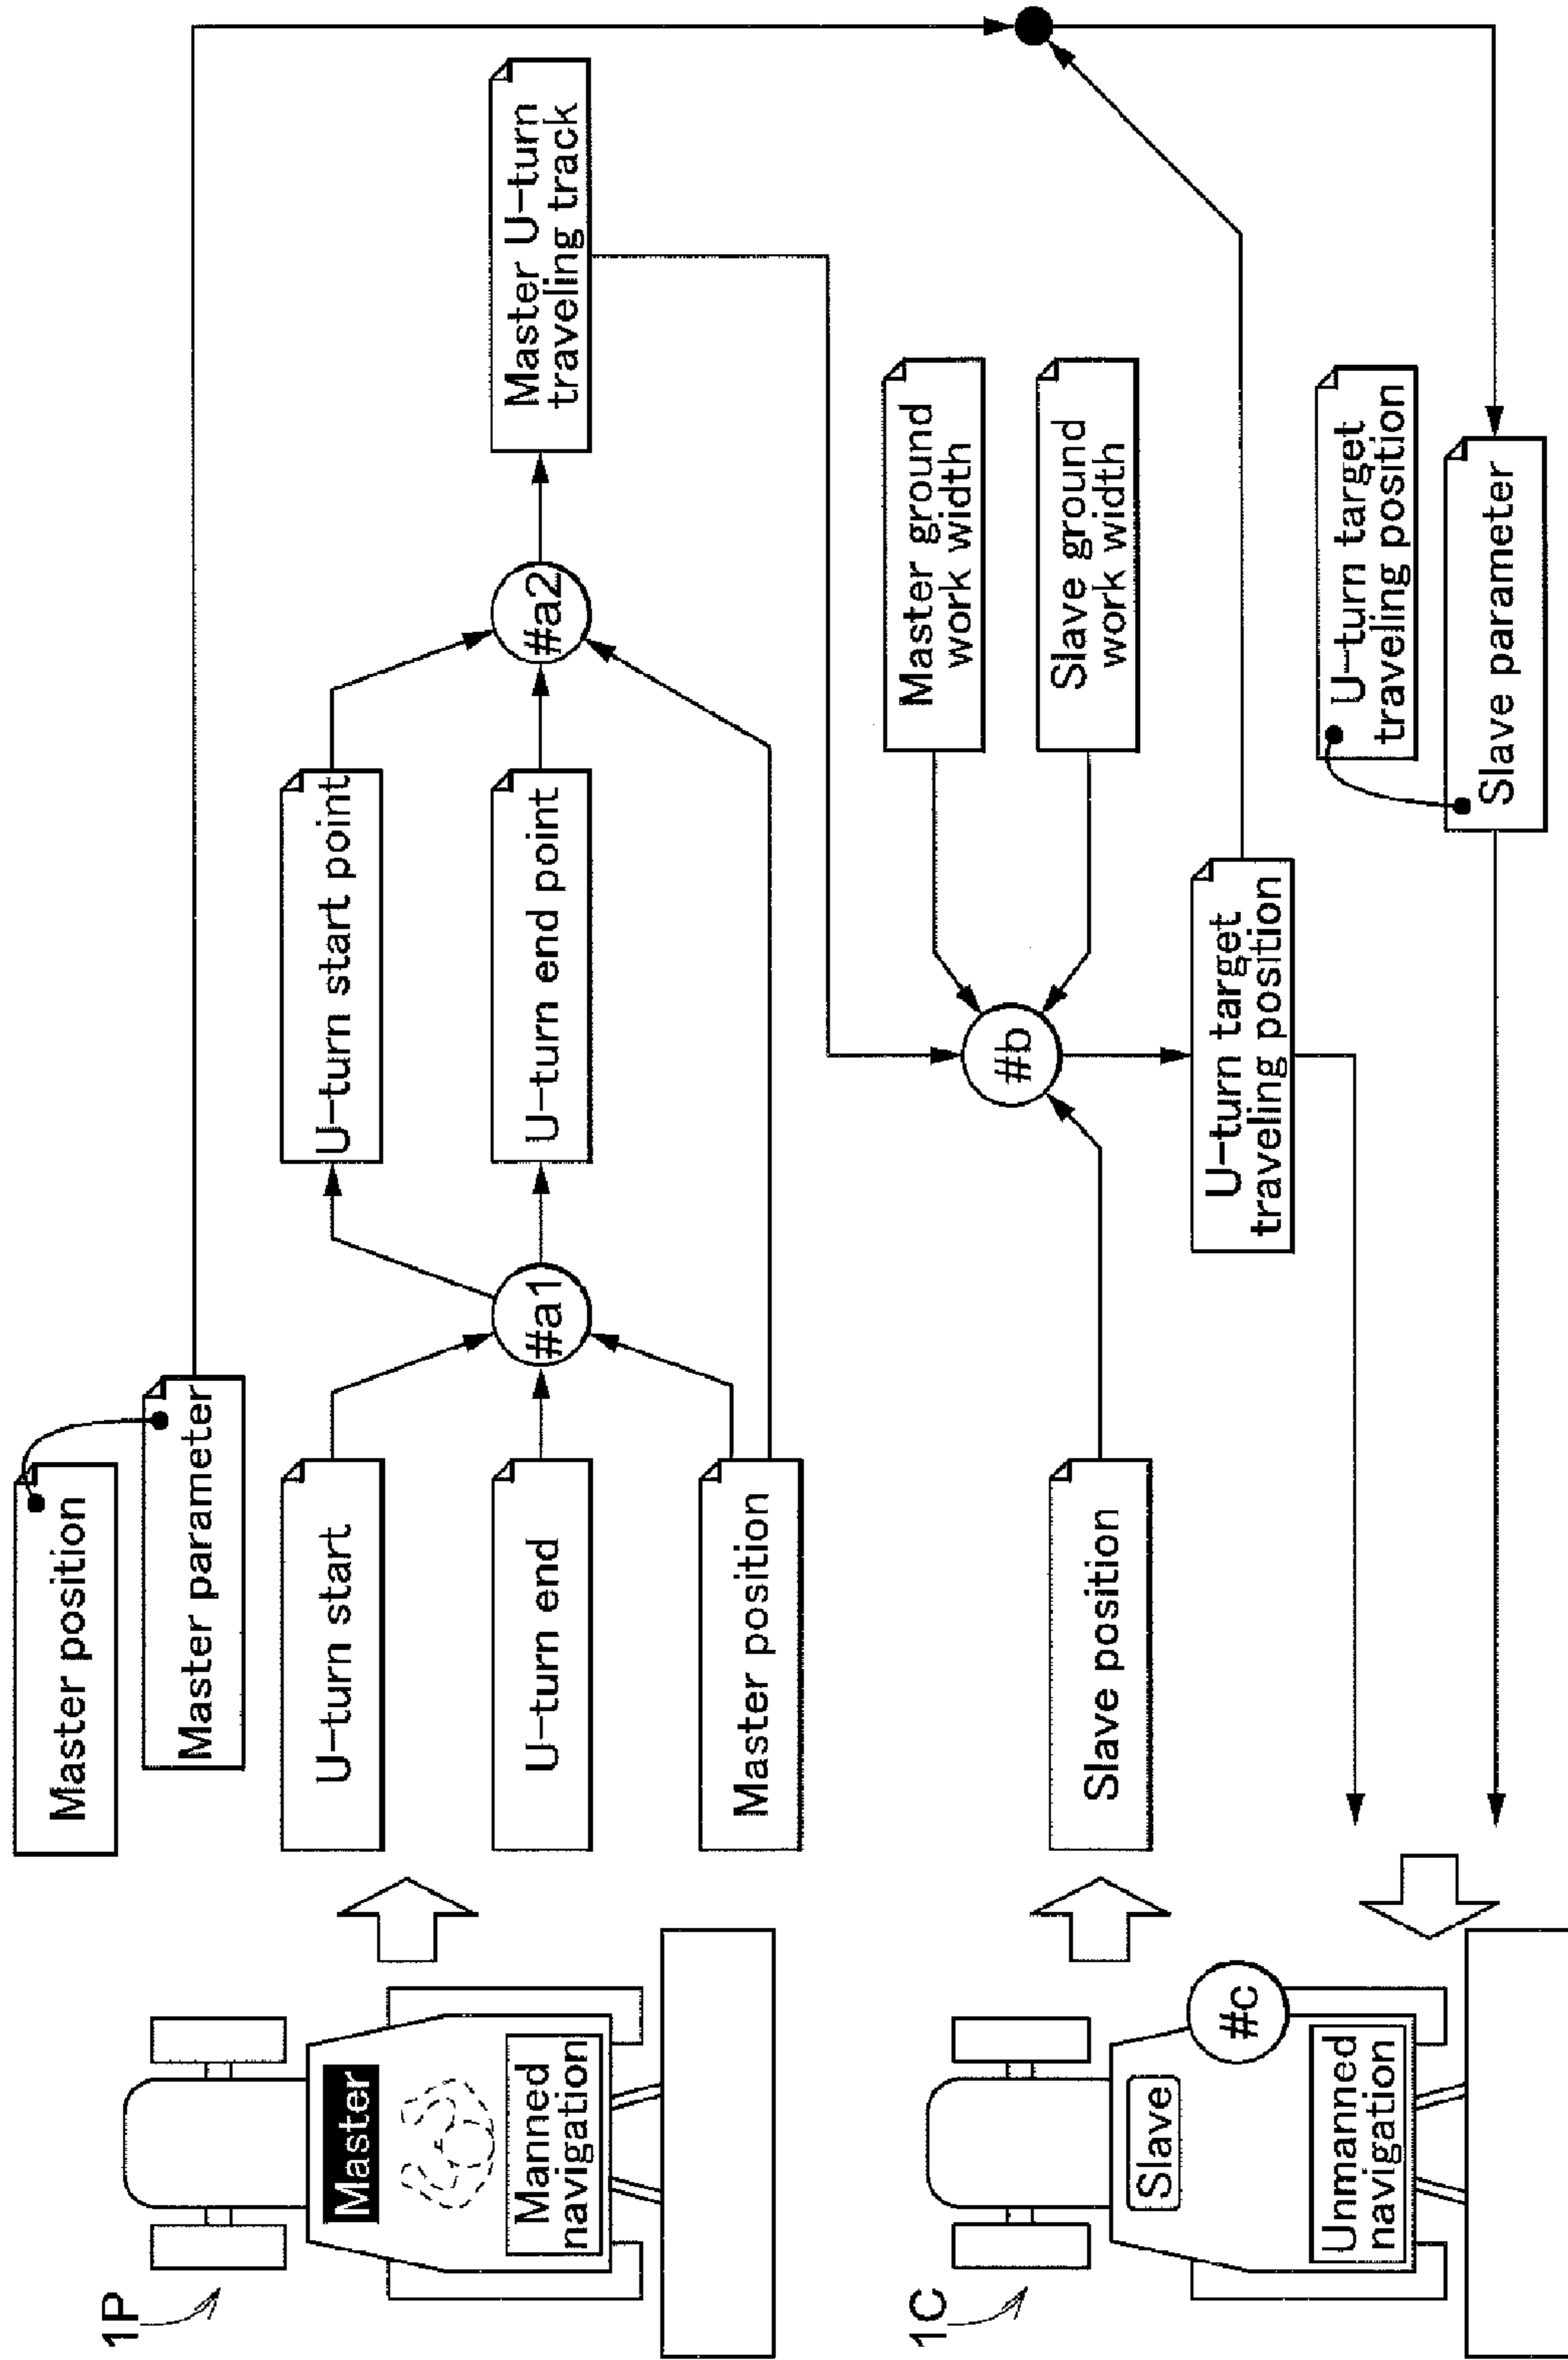 1P
Master
Manned
navigation
Master position
Master parameter
U-turn start
U-turn end
Master position
#a1
U-turn start point
U-turn end point
#a2
Master U-turn
traveling track
1C
Slave
Unmanned
navigation
#c
Slave position
#b
Master ground
work width
Slave ground
work width
U-turn target
traveling position
U-turn target
traveling position
Slave parameter